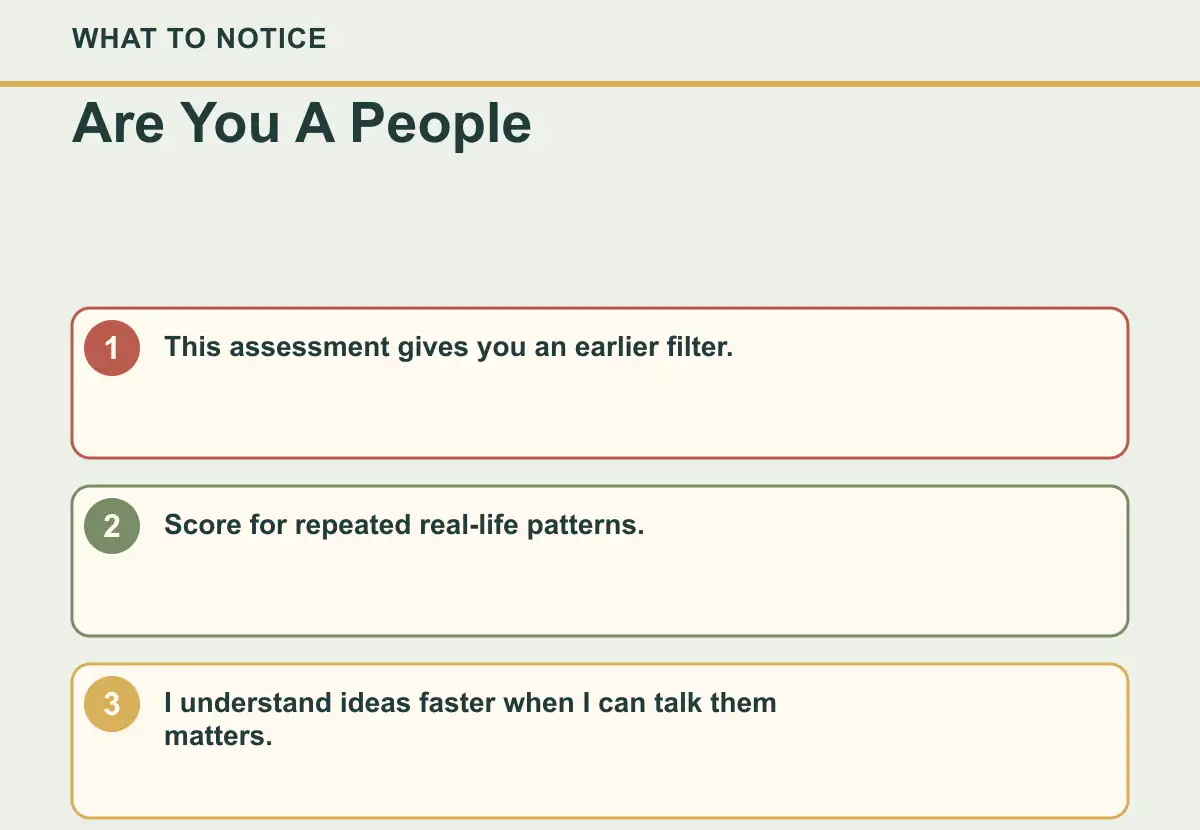 WHAT TO NOTICE
Are You A People
1
This assessment gives you an earlier filter.
2
Score for repeated real-life patterns.
3
I understand ideas faster when I can talk them
matters.